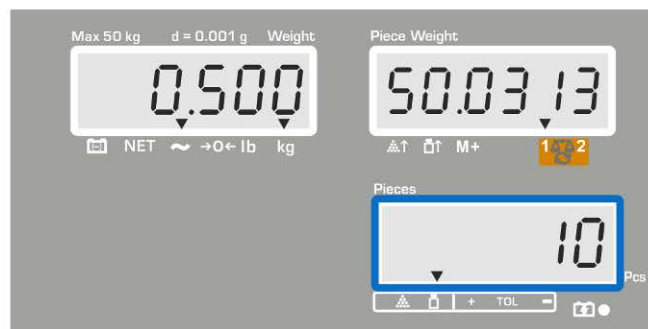 Max 50 kg d = 0.001 g Weight
0.500
NET →0← lb kg
Piece Weight
50.0313
M+ 1 2
Pieces
10
Pcs
+ TOL -